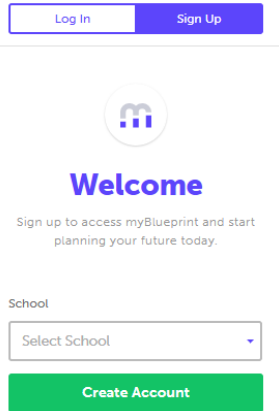 Log In
Sign Up
Welcome
Sign up to access myBlueprint and start
planning your future today.
School
Select School
Create Account